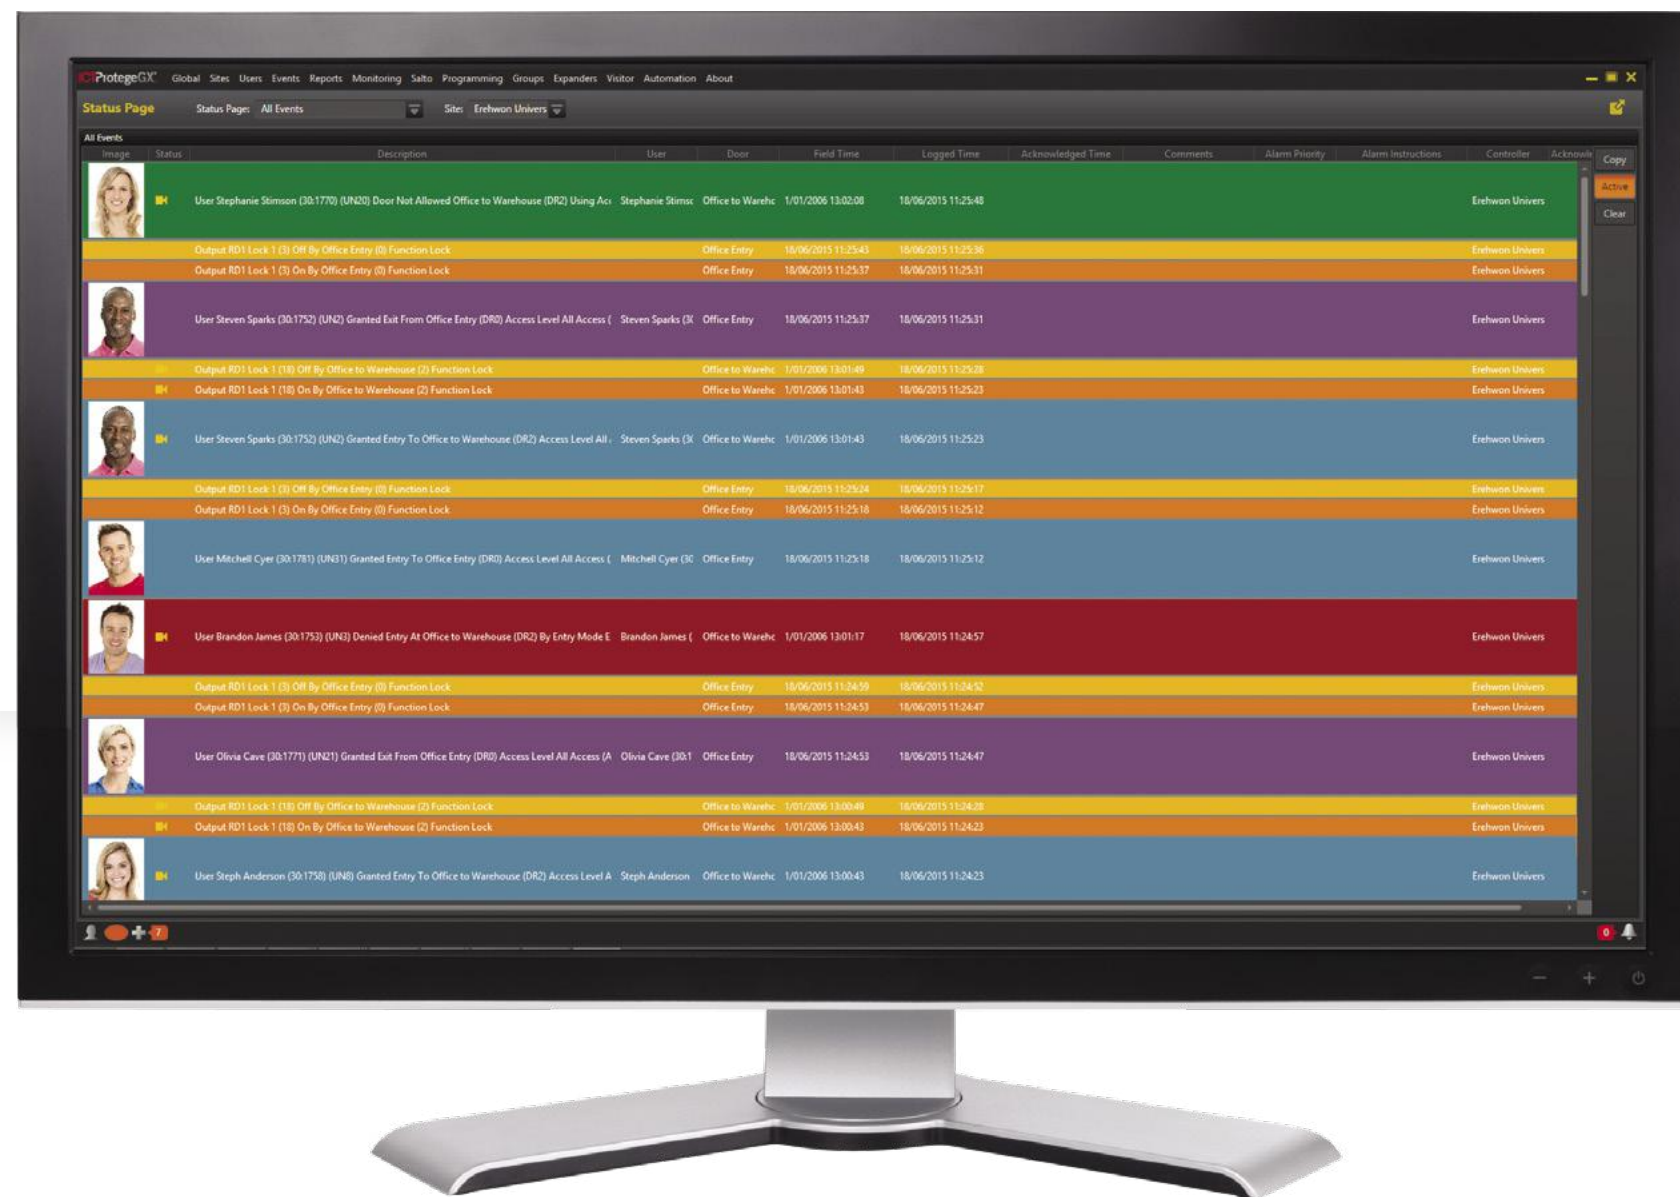 ICT ProtegeGX Global Sites Users Events Reports Monitoring Salto Programming Groups Expanders Visitor Automation About
Status Page Status Page: All Events Site: Erehwon Univers
All Events
Image Status Description User Door Field Time Logged Time Acknowledged Time Comments Alarm Priority Alarm Instructions Controller Acknowle
Copy
Active
Clear
User Stephanie Stimson (30:1770) (UN20) Door Not Allowed Office to Warehouse (DR2) Using Acc Stephanie Stimsc Office to Warehc 1/01/2006 13:02:08 18/06/2015 11:25:48 Erehwon Univers
Output RD1 Lock 1 (3) Off By Office Entry (0) Function Lock Office Entry 18/06/2015 11:25:43 18/06/2015 11:25:36 Erehwon Univers
Output RD1 Lock 1 (3) On By Office Entry (0) Function Lock Office Entry 18/06/2015 11:25:37 18/06/2015 11:25:31 Erehwon Univers
User Steven Sparks (30:1752) (UN2) Granted Exit From Office Entry (DR0) Access Level All Access ( Steven Sparks (3( Office Entry 18/06/2015 11:25:37 18/06/2015 11:25:31 Erehwon Univers
Output RD1 Lock 1 (18) Off By Office to Warehouse (2) Function Lock Office to Warehc 1/01/2006 13:01:49 18/06/2015 11:25:28 Erehwon Univers
Output RD1 Lock 1 (18) On By Office to Warehouse (2) Function Lock Office to Warehc 1/01/2006 13:01:43 18/06/2015 11:25:23 Erehwon Univers
User Steven Sparks (30:1752) (UN2) Granted Entry To Office to Warehouse (DR2) Access Level All Steven Sparks (3( Office to Warehc 1/01/2006 13:01:43 18/06/2015 11:25:23 Erehwon Univers
Output RD1 Lock 1 (3) Off By Office Entry (0) Function Lock Office Entry 18/06/2015 11:25:24 18/06/2015 11:25:17 Erehwon Univers
Output RD1 Lock 1 (3) On By Office Entry (0) Function Lock Office Entry 18/06/2015 11:25:18 18/06/2015 11:25:12 Erehwon Univers
User Mitchell Cyer (30:1781) (UN31) Granted Entry To Office Entry (DR0) Access Level All Access ( Mitchell Cyer (3C Office Entry 18/06/2015 11:25:18 18/06/2015 11:25:12 Erehwon Univers
User Brandon James (30:1753) (UN3) Denied Entry At Office to Warehouse (DR2) By Entry Mode E Brandon James ( Office to Warehc 1/01/2006 13:01:17 18/06/2015 11:24:57 Erehwon Univers
Output RD1 Lock 1 (3) Off By Office Entry (0) Function Lock Office Entry 18/06/2015 11:24:59 18/06/2015 11:24:52 Erehwon Univers
Output RD1 Lock 1 (3) On By Office Entry (0) Function Lock Office Entry 18/06/2015 11:24:53 18/06/2015 11:24:47 Erehwon Univers
User Olivia Cave (30:1771) (UN21) Granted Exit From Office Entry (DR0) Access Level All Access (A Olivia Cave (30:1 Office Entry 18/06/2015 11:24:53 18/06/2015 11:24:47 Erehwon Univers
Output RD1 Lock 1 (18) Off By Office to Warehouse (2) Function Lock Office to Warehc 1/01/2006 13:00:49 18/06/2015 11:24:28 Erehwon Univers
Output RD1 Lock 1 (18) On By Office to Warehouse (2) Function Lock Office to Warehc 1/01/2006 13:00:43 18/06/2015 11:24:23 Erehwon Univers
User Steph Anderson (30:1758) (UN8) Granted Entry To Office to Warehouse (DR2) Access Level A Steph Anderson Office to Warehc 1/01/2006 13:00:43 18/06/2015 11:24:23 Erehwon Univers
7 0